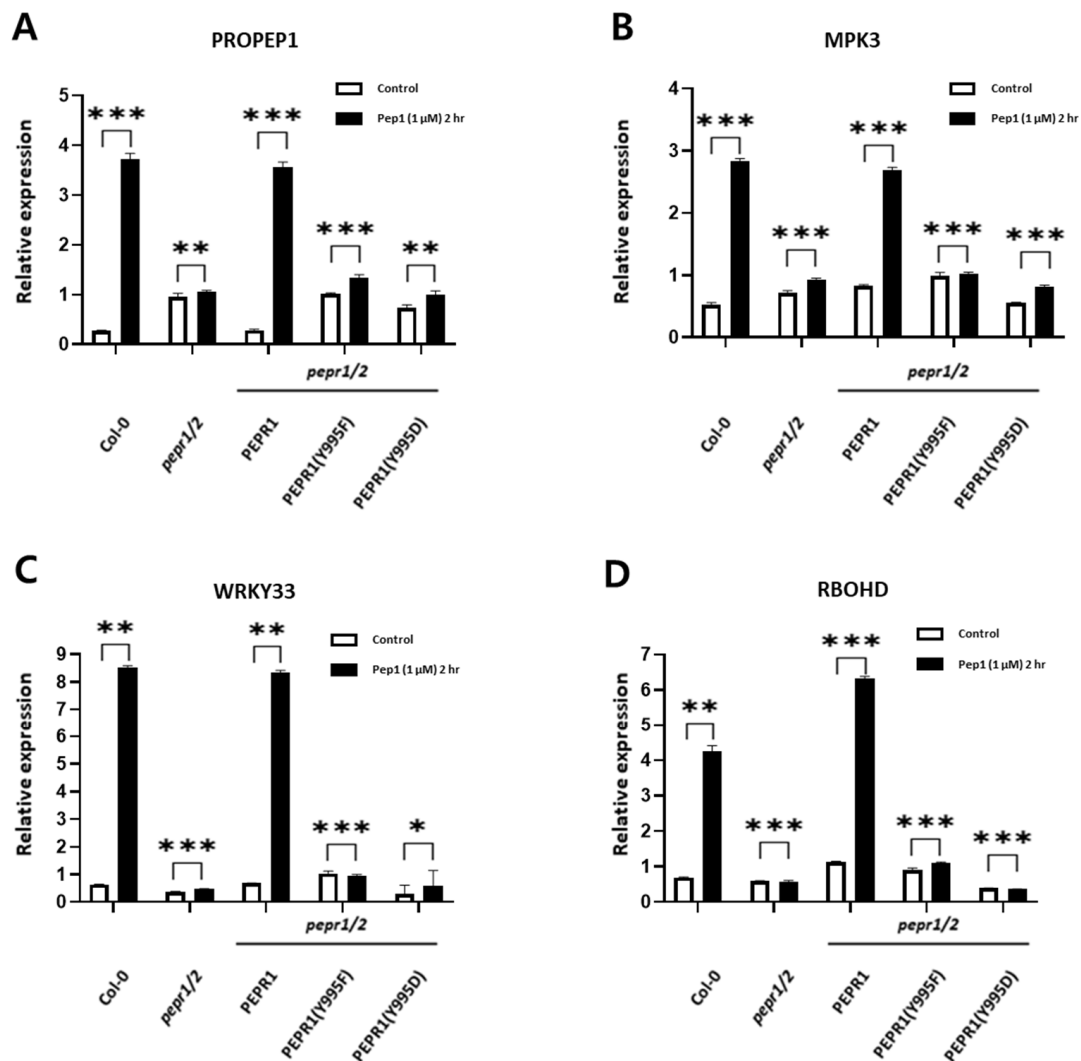 A
PROPEP1
Control
Pep1 (1 μM) 2 hr
Relative expression
5
4
3
2
1
0
***
**
***
***
**
pepr1/2
Col-0
pepr1/2
PEPR1
PEPR1(Y995F)
PEPR1(Y995D)
B
MPK3
Control
Pep1 (1 μM) 2 hr
Relative expression
4
3
2
1
0
***
***
***
***
***
pepr1/2
Col-0
pepr1/2
PEPR1
PEPR1(Y995F)
PEPR1(Y995D)
C
WRKY33
Control
Pep1 (1 μM) 2 hr
Relative expression
9
8
7
6
5
4
3
2
1
0
**
***
**
***
*
pepr1/2
Col-0
pepr1/2
PEPR1
PEPR1(Y995F)
PEPR1(Y995D)
D
RBOHD
Control
Pep1 (1 μM) 2 hr
Relative expression
7
6
5
4
3
2
1
0
**
***
***
***
***
pepr1/2
Col-0
pepr1/2
PEPR1
PEPR1(Y995F)
PEPR1(Y995D)